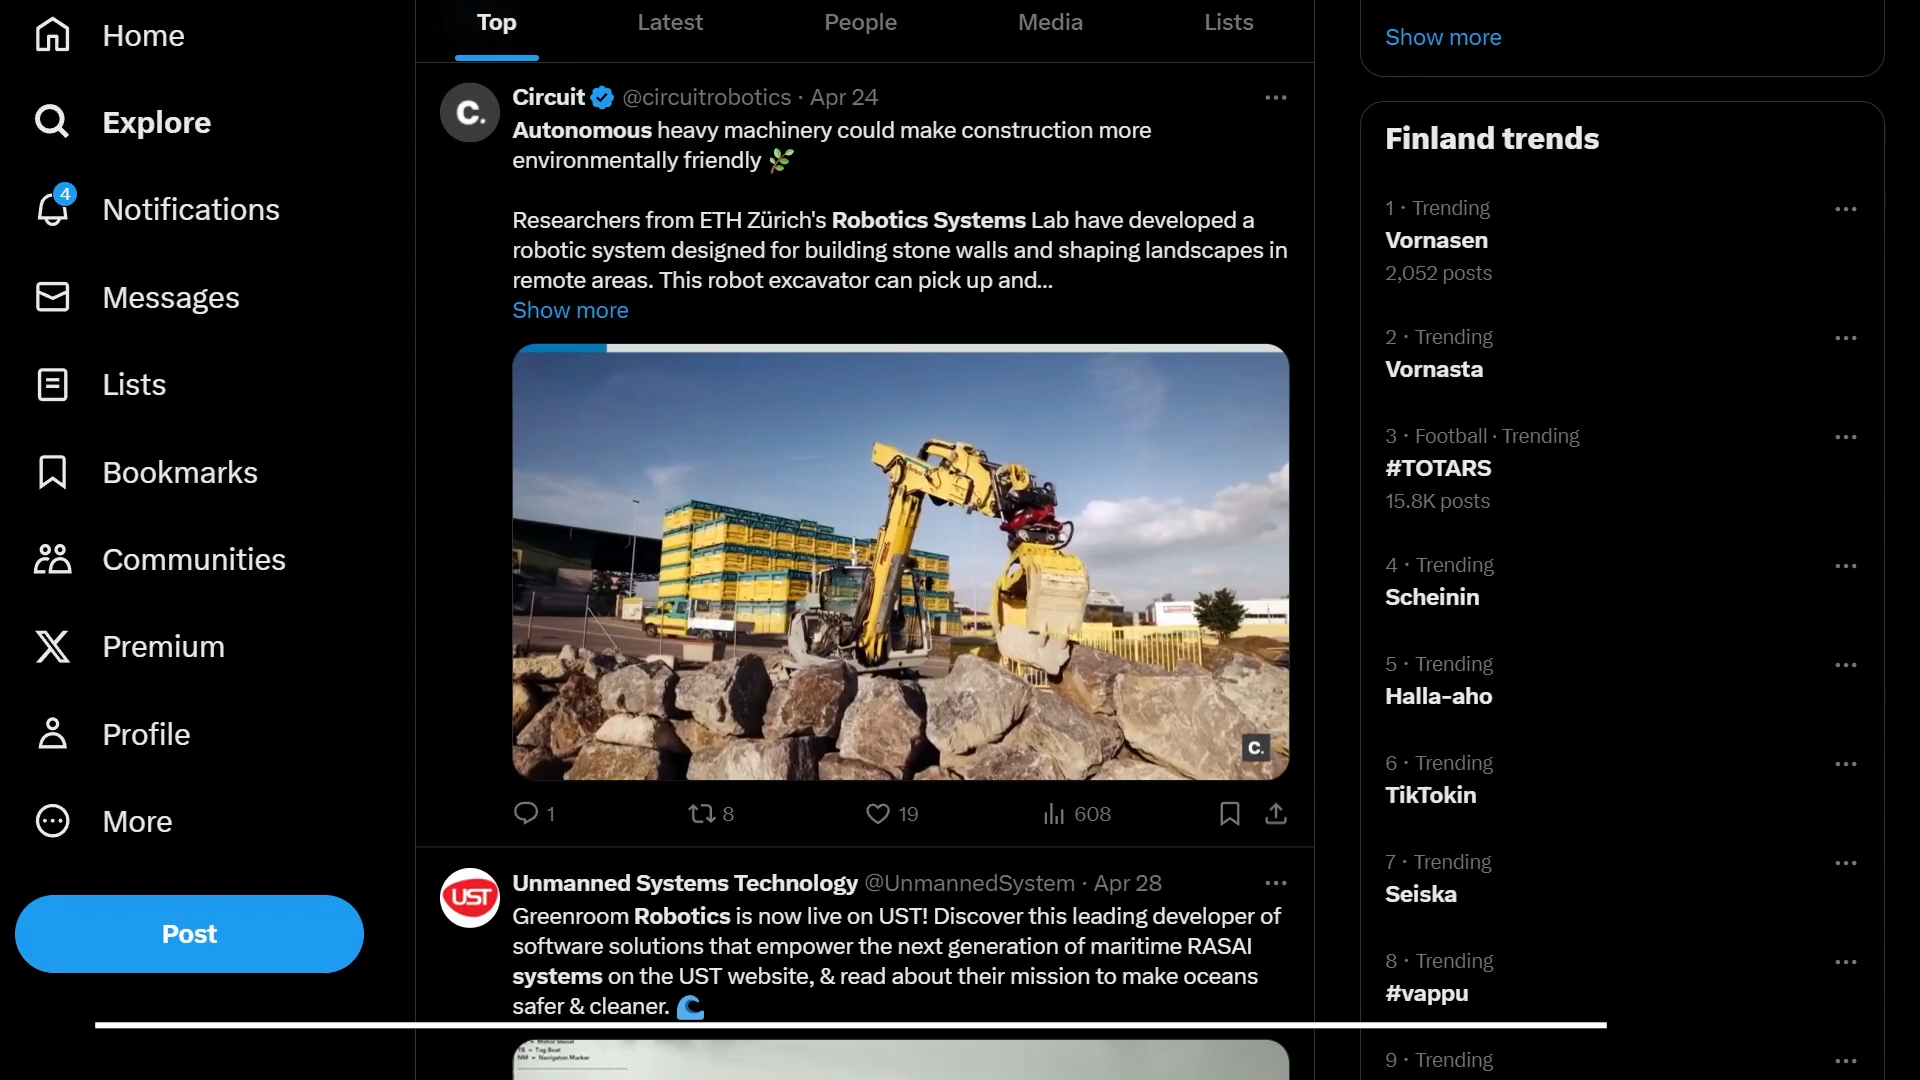 Home
Explore
4
Notifications
Messages
Lists
Bookmarks
Communities
Premium
Profile
More
Post
Top
Latest
People
Media
Lists
C.
Circuit @circuitrobotics · Apr 24
Autonomous heavy machinery could make construction more
environmentally friendly
Researchers from ETH Zürich's Robotics Systems Lab have developed a
robotic system designed for building stone walls and shaping landscapes in
remote areas. This robot excavator can pick up and...
Show more
C.
1
8
19
608
UST
Unmanned Systems Technology @UnmannedSystem · Apr 28
Greenroom Robotics is now live on UST! Discover this leading developer of
software solutions that empower the next generation of maritime RASAI
systems on the UST website, & read about their mission to make oceans
safer & cleaner.
TB = Tug Boat
NM = Navigation Marker
Show more
Finland trends
1 · Trending
Vornasen
2,052 posts
2 · Trending
Vornasta
3 · Football · Trending
#TOTARS
15.8K posts
4 · Trending
Scheinin
5 · Trending
Halla-aho
6 · Trending
TikTokin
7 · Trending
Seiska
8 · Trending
#vappu
9 · Trending